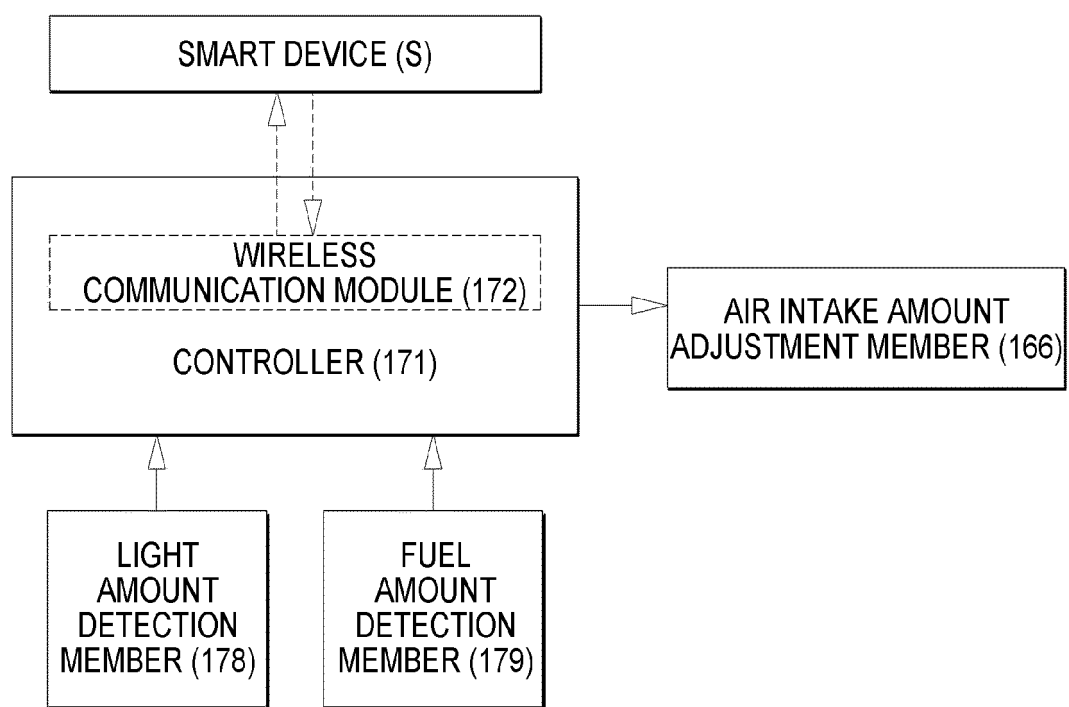 SMART DEVICE (S)
WIRELESS
COMMUNICATION MODULE (172)
CONTROLLER (171)
AIR INTAKE AMOUNT
ADJUSTMENT MEMBER (166)
LIGHT
AMOUNT
DETECTION
MEMBER (178)
FUEL
AMOUNT
DETECTION
MEMBER (179)